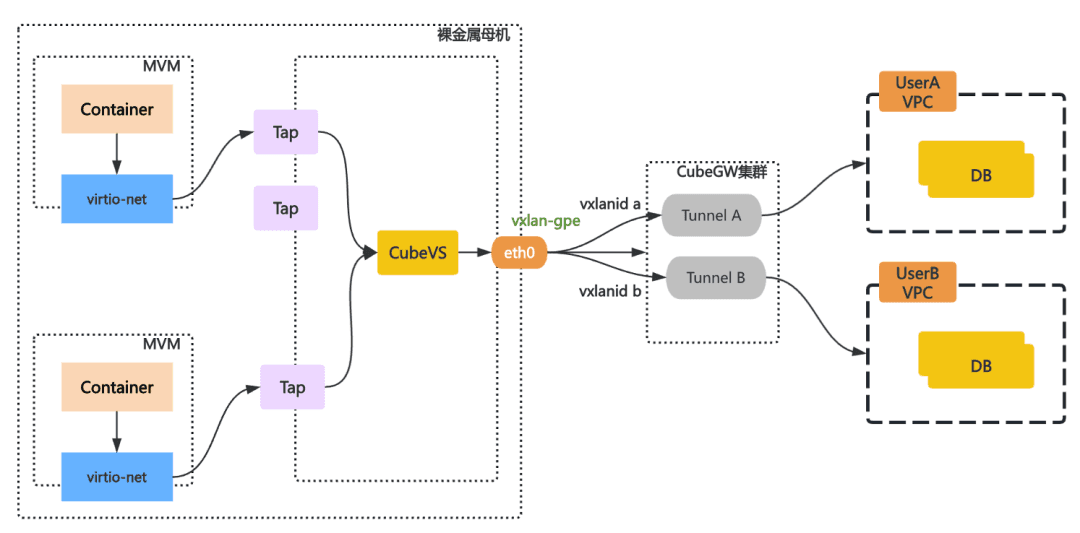 裸金属母机
MVM
Container
virtio-net
Tap
Tap
CubeVS
eth0
vxlan-gpe
vxlanid a
vxlanid b
CubeGW集群
Tunnel A
Tunnel B
UserA
VPC
DB
UserB
VPC
DB
MVM
Container
virtio-net
Tap